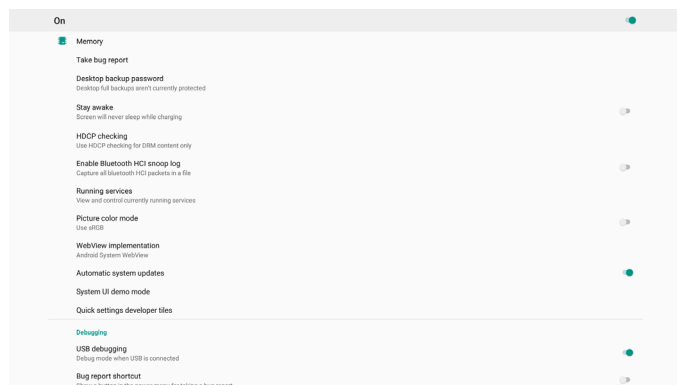 On
Memory
Take bug report
Desktop backup password
Desktop full backups aren't currently protected
Stay awake
Screen will never sleep while charging
HDCP checking
Use HDCP checking for DRM content only
Enable Bluetooth HCI snoop log
Capture all bluetooth HCI packets in a file
Running services
View and control currently running services
Picture color mode
Use sRGB
WebView implementation
Android System WebView
Automatic system updates
System UI demo mode
Quick settings developer tiles
Debugging
USB debugging
Debug mode when USB is connected
Bug report shortcut